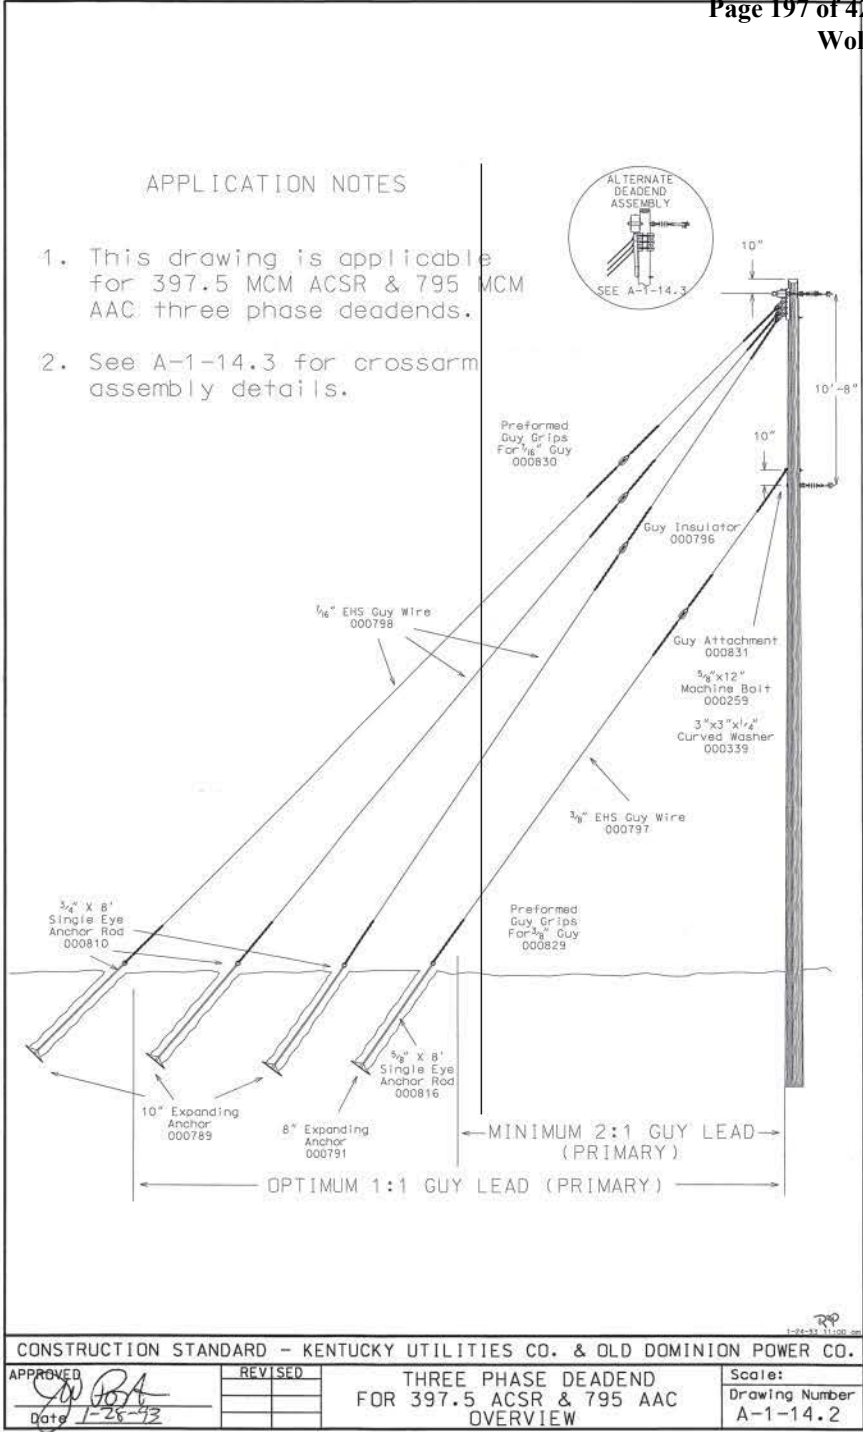 Page 197 of 42
Wol
APPLICATION NOTES
1. This drawing is applicable
for 397.5 MCM ACSR & 795 MCM
AAC three phase deadends.
2. See A-1-14.3 for crossarm
assembly details.
ALTERNATE
DEADEND
ASSEMBLY
SEE A-1-14.3
10"
10'-8"
10"
Preformed
Guy Grips
For 7/16" Guy
000830
Guy Insulator
000796
7/16" EHS Guy Wire
000798
Guy Attachment
000831
5/8"x12"
Machine Bolt
000259
3"x3"x1/4"
Curved Washer
000339
3/8" EHS Guy Wire
000797
3/4" X 8'
Single Eye
Anchor Rod
000810
Preformed
Guy Grips
For 3/8" Guy
000829
5/8" X 8'
Single Eye
Anchor Rod
000816
10" Expanding
Anchor
000789
8" Expanding
Anchor
000791
MINIMUM 2:1 GUY LEAD
(PRIMARY)
OPTIMUM 1:1 GUY LEAD (PRIMARY)
CONSTRUCTION STANDARD - KENTUCKY UTILITIES CO. & OLD DOMINION POWER CO.
APPROVED
Date 1-26-93
REVISED
THREE PHASE DEADEND
FOR 397.5 ACSR & 795 AAC
OVERVIEW
Scale:
Drawing Number
A-1-14.2